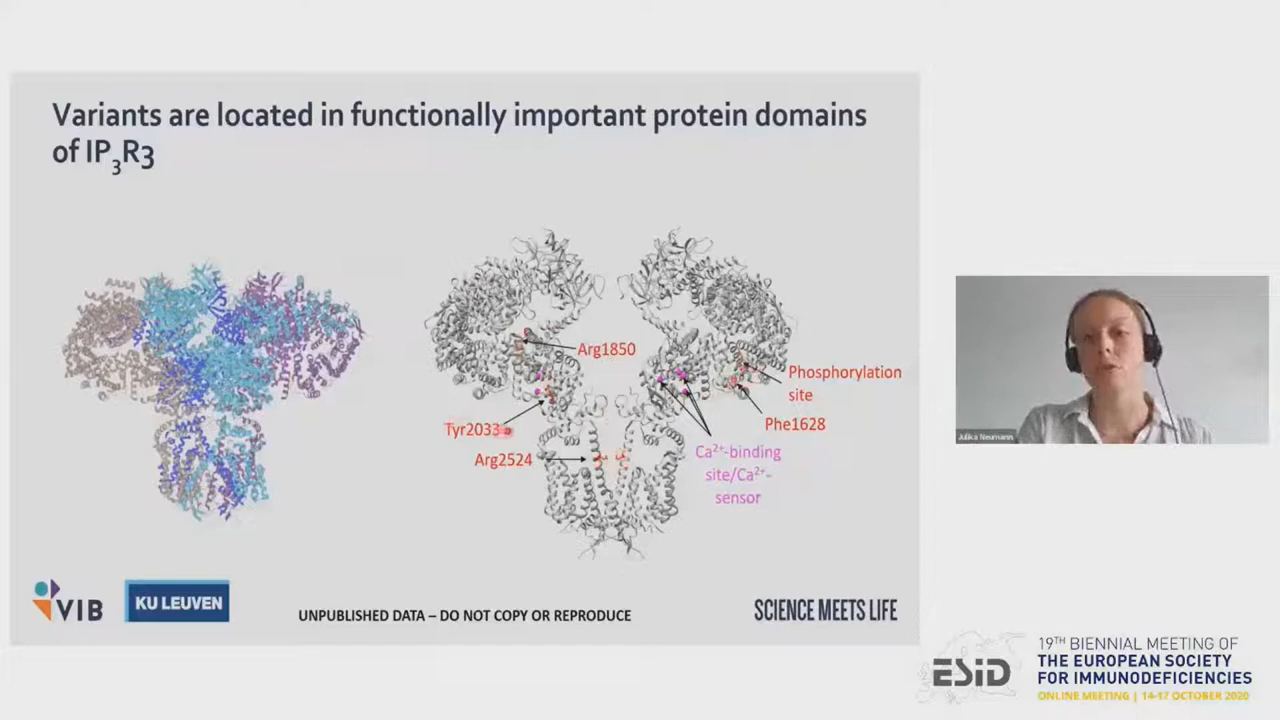 Variants are located in functionally important protein domains
of IP3R3
Arg1850
Phosphorylation
site
Tyr2033
Phe1628
Arg2524
Ca2+-binding
site/Ca2+-
sensor
Julika Neumann
VIB
KU LEUVEN
UNPUBLISHED DATA – DO NOT COPY OR REPRODUCE
SCIENCE MEETS LIFE
ESID
19TH BIENNIAL MEETING OF
THE EUROPEAN SOCIETY
FOR IMMUNODEFICIENCIES
ONLINE MEETING | 14-17 OCTOBER 2020